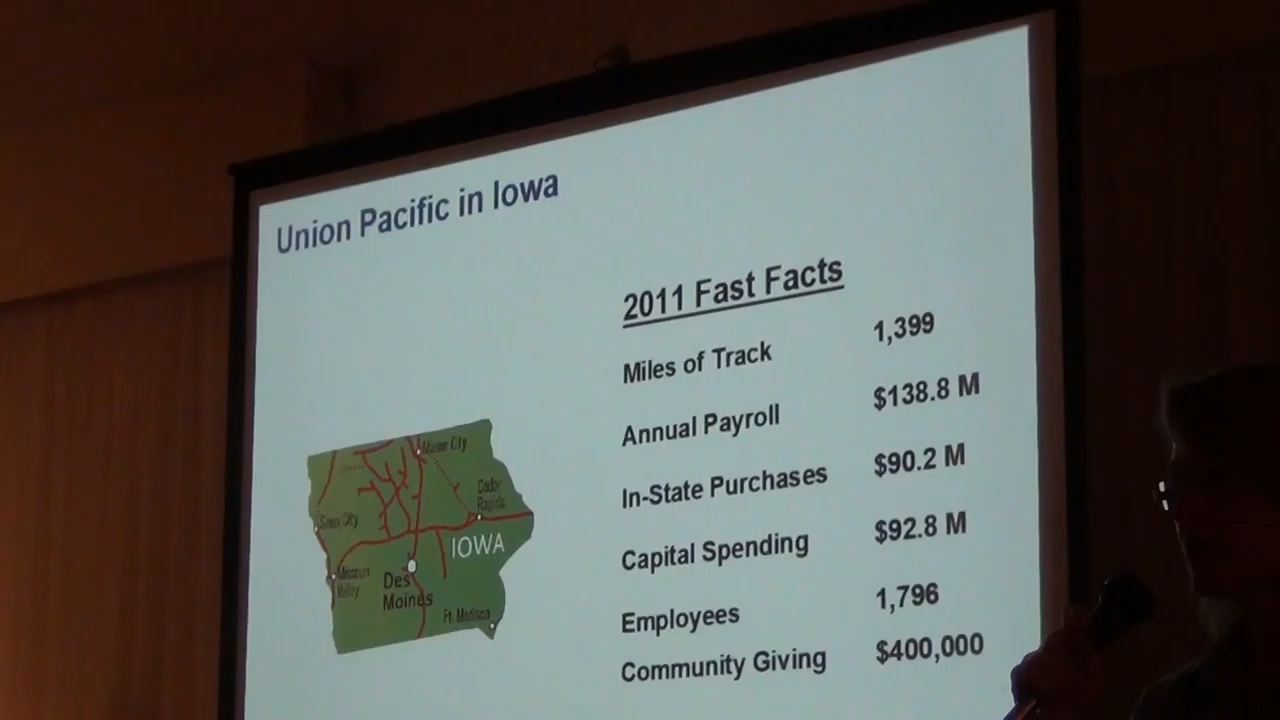 Union Pacific in Iowa
2011 Fast Facts
Miles of Track 1,399
Annual Payroll $138.8 M
In-State Purchases $90.2 M
Capital Spending $92.8 M
Employees 1,796
Community Giving $400,000
Mason City
Cedar
Rapids
Sioux City
IOWA
Missouri
Valley
Des
Moines
Ft. Madison